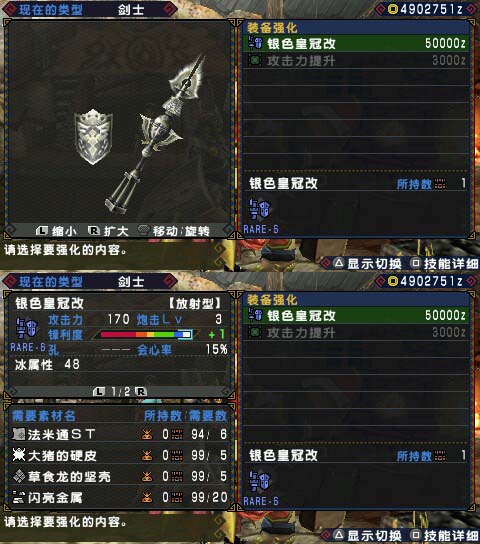 现在的类型 剑士
4902751z
装备强化
银色皇冠改 50000z
攻击力提升 3000z
银色皇冠改 所持数 1
RARE-6
L 缩小 R 扩大 移动/旋转
请选择要强化的内容。
△显示切换 □技能详细
现在的类型 剑士
4902751z
银色皇冠改 【放射型】
攻击力 170 炮击Lv 3
RARE-6
锋利度 +1
孔 --- 会心率 15%
冰属性 48
L 1/2 R
需要素材名 所持数/需要数
法米通ST 0 94/ 6
大猪的硬皮 0 99/ 5
草食龙的坚壳 0 99/ 5
闪亮金属 0 99/20
装备强化
银色皇冠改 50000z
攻击力提升 3000z
银色皇冠改 所持数 1
RARE-6
请选择要强化的内容。
△显示切换 □技能详细